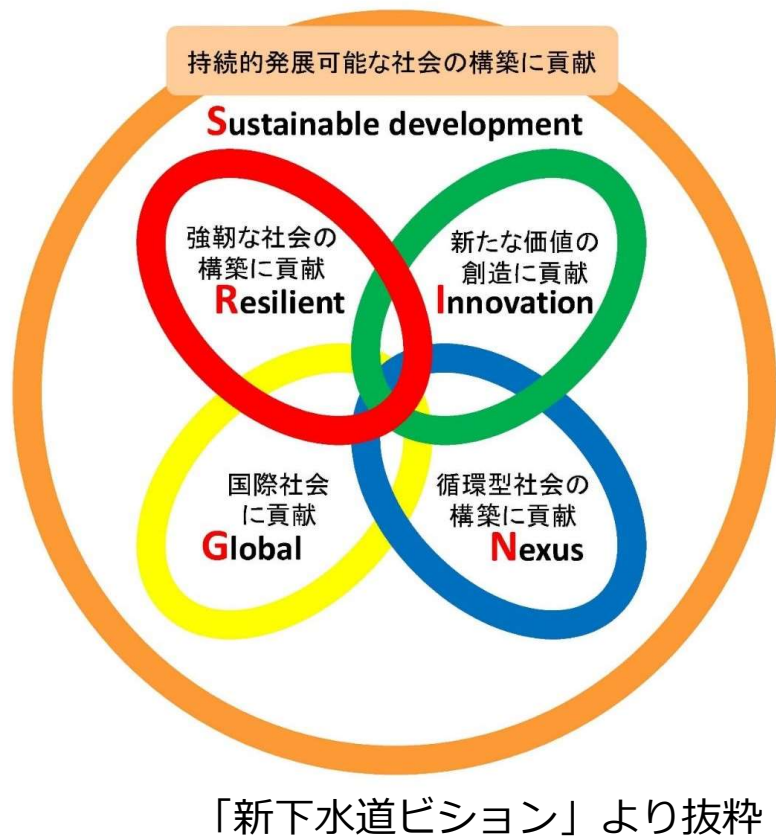 持続的発展可能な社会の構築に貢献
Sustainable development
強靭な社会の
構築に貢献
Resilient
新たな価値の
創造に貢献
Innovation
国際社会
に貢献
Global
循環型社会の
構築に貢献
Nexus
「新下水道ビション」より抜粋